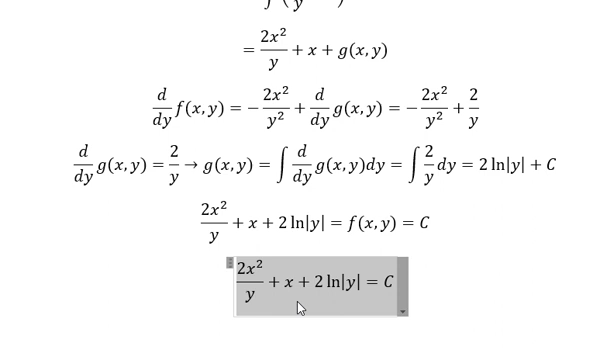 = 2x²/y + x + g(x, y)
d/dy f(x, y) = − 2x²/y² + d/dy g(x, y) = − 2x²/y² + 2/y
d/dy g(x, y) = 2/y → g(x, y) = ∫ d/dy g(x, y)dy = ∫ 2/y dy = 2 ln|y| + C
2x²/y + x + 2 ln|y| = f(x, y) = C
2x²/y + x + 2 ln|y| = C